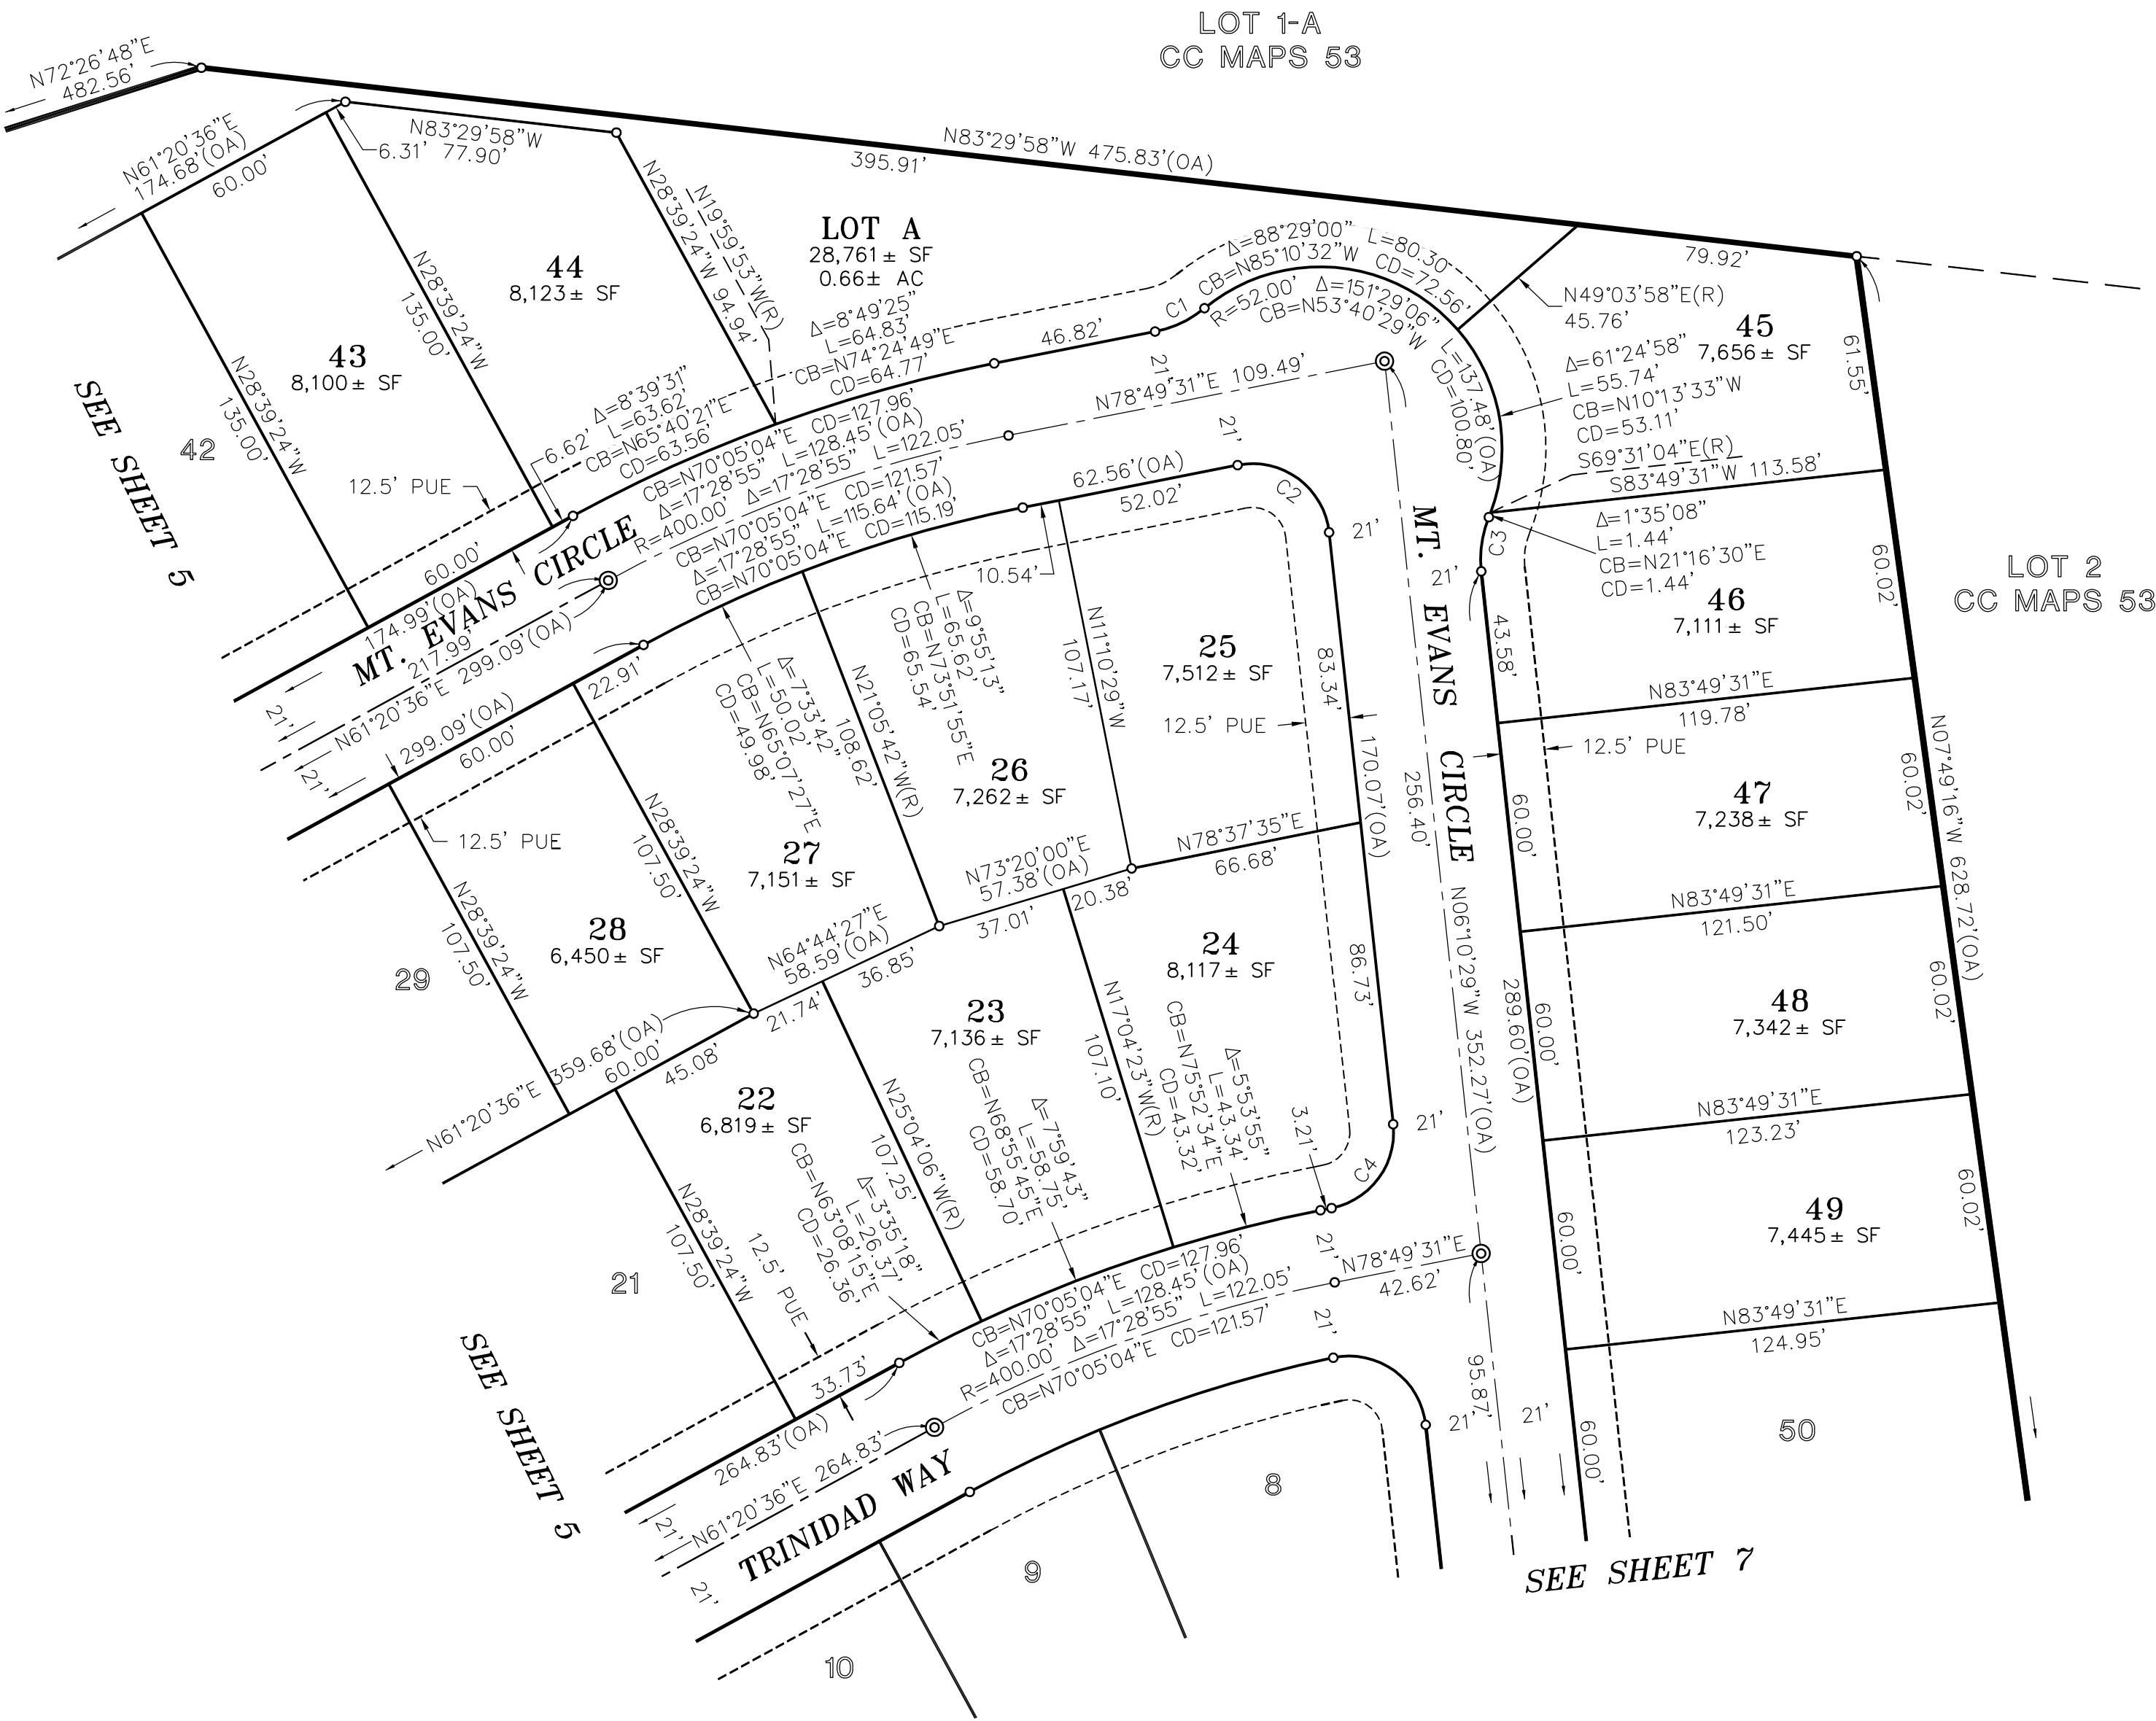 LOT 1-A
CC MAPS 53
N72°26'48"E
482.56'
N83°29'58"W 475.83'(OA)
395.91'
79.92'
N61°20'36"E
174.68'(OA)
60.00'
6.31' 77.90'
N83°29'58"W
N28°39'24"W 94.94'
N19°59'53"W(R)
LOT A
28,761± SF
0.66± AC
Δ=8°49'25"
L=64.83'
CB=N74°24'49"E
CD=64.77'
46.82'
C1
Δ=88°29'00" L=80.30'
CB=N85°10'32"W CD=72.56'
R=52.00' Δ=151°29'06" L=137.48'(OA)
CB=N53°40'29"W CD=100.80'
N49°03'58"E(R)
45.76'
45
7,656± SF
61.55'
Δ=61°24'58"
L=55.74'
CB=N10°13'33"W
CD=53.11'
S69°31'04"E(R)
S83°49'31"W 113.58'
44
8,123± SF
N28°39'24"W
135.00'
43
8,100± SF
N28°39'24"W
135.00'
SEE SHEET 5
42
12.5' PUE
6.62'
Δ=8°39'31"
L=63.62'
CB=N65°40'21"E
CD=63.56'
CB=N70°05'04"E CD=127.96'
Δ=17°28'55" L=128.45'(OA)
R=400.00' Δ=17°28'55" L=122.05'
CB=N70°05'04"E CD=121.57'
Δ=17°28'55" L=115.64'(OA)
CB=N70°05'04"E CD=115.19'
21'
N78°49'31"E 109.49'
21'
62.56'(OA)
52.02'
C2
21'
10.54'
MT. EVANS CIRCLE
60.00'
174.99'(OA)
217.99'
N61°20'36"E 299.09'(OA)
299.09'(OA)
60.00'
22.91'
21'
21'
12.5' PUE
C3
21'
Δ=1°35'08"
L=1.44'
CB=N21°16'30"E
CD=1.44'
46
7,111± SF
43.58'
60.02'
LOT 2
CC MAPS 53
N83°49'31"E
119.78'
12.5' PUE
MT. EVANS CIRCLE
256.40'
N06°10'29"W 352.27'(OA)
25
7,512± SF
12.5' PUE
83.34'
170.07'(OA)
N11°10'29"W
107.17'
Δ=9°55'13"
L=65.62'
CB=N73°51'55"E
CD=65.54'
26
7,262± SF
N21°05'42"W(R)
108.62'
Δ=7°33'42"
L=50.02'
CB=N65°07'27"E
CD=49.98'
27
7,151± SF
N28°39'24"W
107.50'
28
6,450± SF
N28°39'24"W
107.50'
29
47
7,238± SF
60.00'
60.02'
N07°49'16"W 628.72'(OA)
N83°49'31"E
121.50'
N78°37'35"E
66.68'
N73°20'00"E
57.38'(OA)
37.01'
20.38'
N64°44'27"E
58.59'(OA)
36.85'
21.74'
N61°20'36"E 359.68'(OA)
60.00'
45.08'
24
8,117± SF
86.73'
48
7,342± SF
60.00'
289.60'(OA)
60.02'
N83°49'31"E
123.23'
23
7,136± SF
N17°04'23"W(R)
107.10'
Δ=5°53'55"
L=43.34'
CB=N75°52'34"E
CD=43.32'
3.21'
C4
21'
22
6,819± SF
N25°04'06"W(R)
107.25'
Δ=7°59'43"
L=58.75'
CB=N68°55'45"E
CD=58.70'
Δ=3°35'18"
L=26.37'
CB=N63°08'15"E
CD=26.36'
N28°39'24"W
107.50'
12.5' PUE
21
49
7,445± SF
60.00'
60.02'
N83°49'31"E
124.95'
SEE SHEET 5
33.73'
264.83'(OA)
N61°20'36"E 264.83'
CB=N70°05'04"E CD=127.96'
Δ=17°28'55" L=128.45'(OA)
R=400.00' Δ=17°28'55" L=122.05'
CB=N70°05'04"E CD=121.57'
21'
N78°49'31"E
42.62'
21'
21'
95.87'
21'
60.00'
50
21'
21'
TRINIDAD WAY
8
9
10
SEE SHEET 7